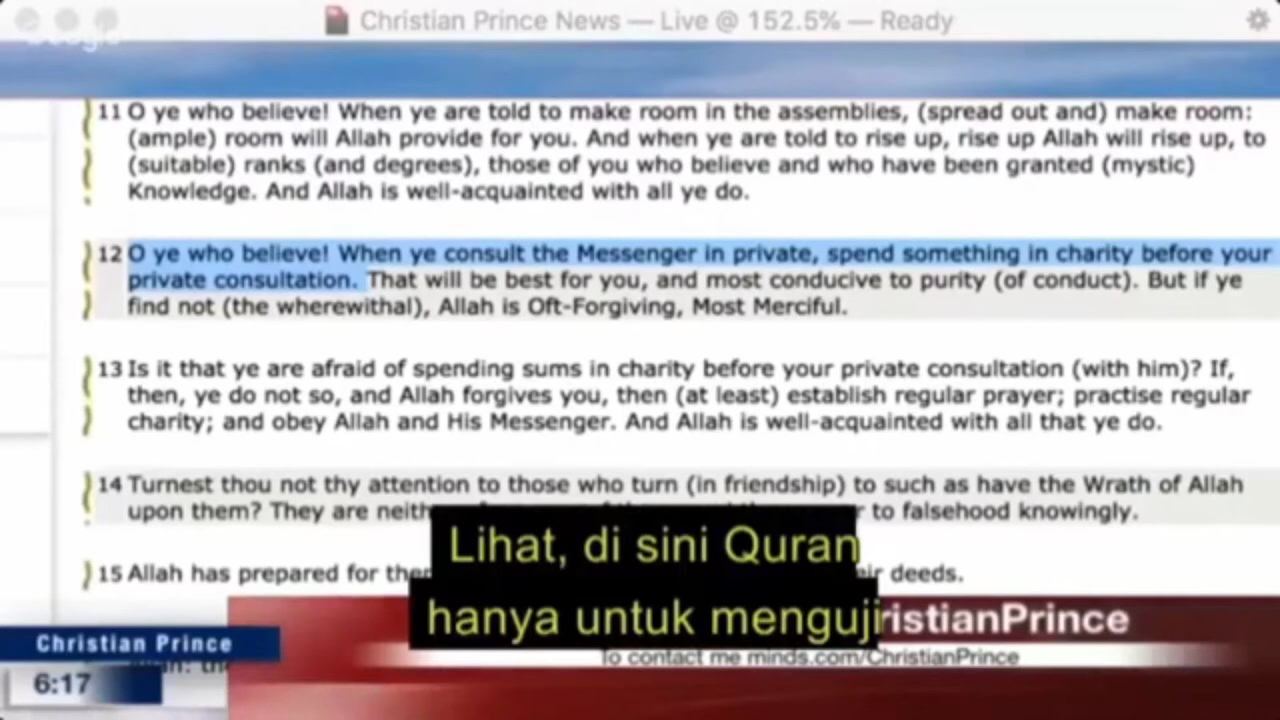 Christian Prince News — Live @ 152.5% — Ready
11 O ye who believe! When ye are told to make room in the assemblies, (spread out and) make room:
(ample) room will Allah provide for you. And when ye are told to rise up, rise up Allah will rise up, to
(suitable) ranks (and degrees), those of you who believe and who have been granted (mystic)
Knowledge. And Allah is well-acquainted with all ye do.
12 O ye who believe! When ye consult the Messenger in private, spend something in charity before your
private consultation. That will be best for you, and most conducive to purity (of conduct). But if ye
find not (the wherewithal), Allah is Oft-Forgiving, Most Merciful.
13 Is it that ye are afraid of spending sums in charity before your private consultation (with him)? If,
then, ye do not so, and Allah forgives you, then (at least) establish regular prayer; practise regular
charity; and obey Allah and His Messenger. And Allah is well-acquainted with all that ye do.
14 Turnest thou not thy attention to those who turn (in friendship) to such as have the Wrath of Allah
upon them? They are to falsehood knowingly.
15 Allah has prepared for deeds.
Lihat, di sini Quran
hanya untuk menguji
ristianPrince
Christian Prince
To contact me minds.com/ChristianPrince
6:17